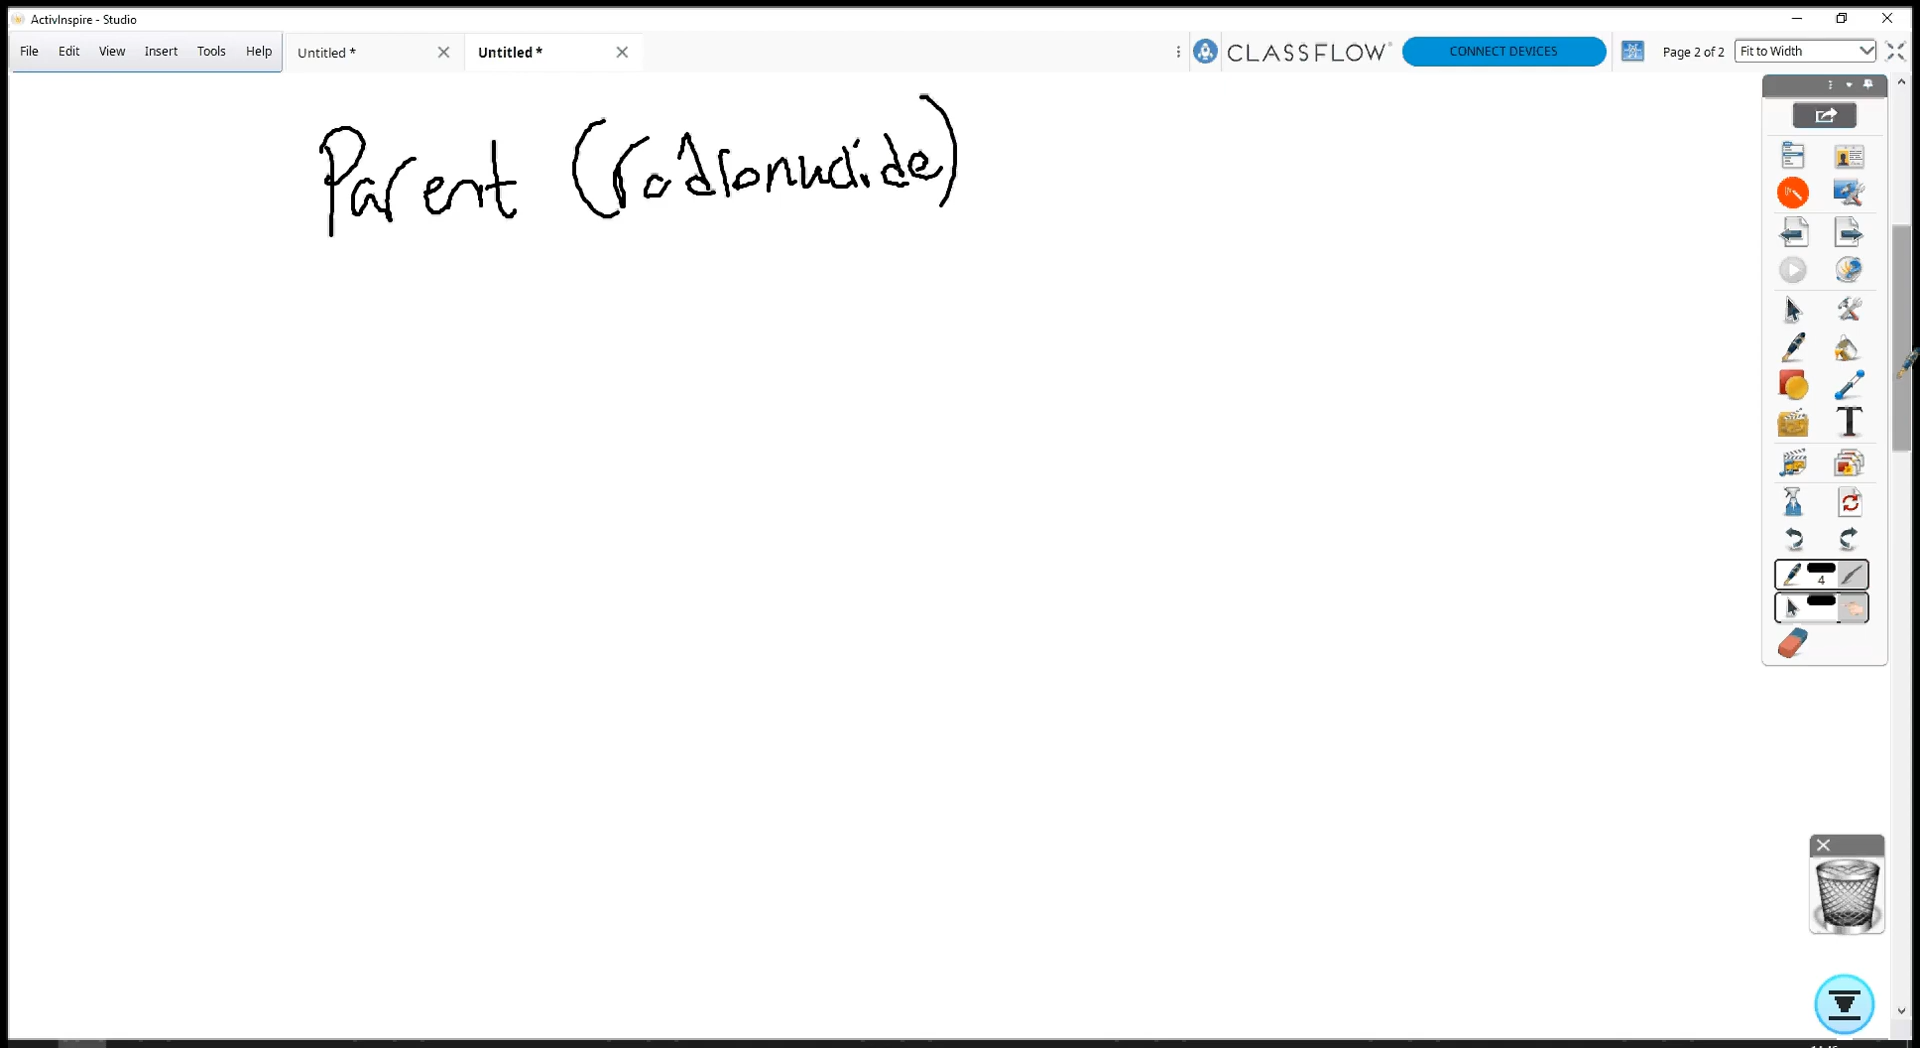 ActivInspire - Studio
File Edit View Insert Tools Help Untitled * Untitled * CLASSFLOW CONNECT DEVICES Page 2 of 2 Fit to Width
Parent (radionuclide)
T
4